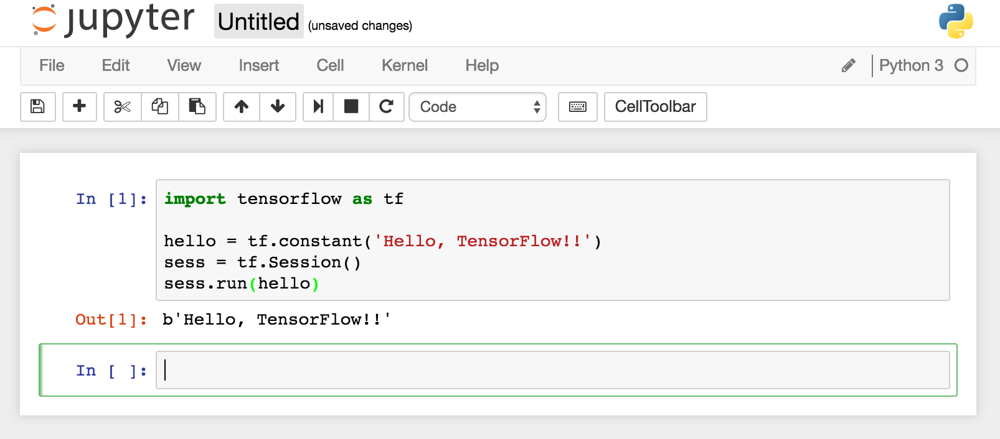 jupyter Untitled (unsaved changes)
File Edit View Insert Cell Kernel Help Python 3
Code CellToolbar
In [1]: import tensorflow as tf
hello = tf.constant('Hello, TensorFlow!!')
sess = tf.Session()
sess.run(hello)
Out[1]: b'Hello, TensorFlow!!'
In [ ]: